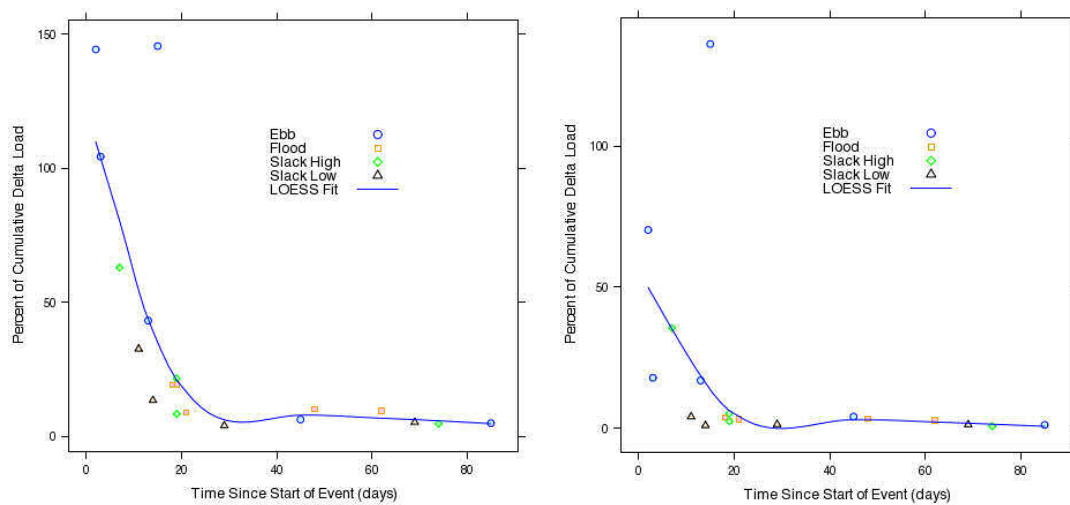 150
100
50
0
Percent of Cumulative Delta Load
Ebb
Flood
Slack High
Slack Low
LOESS Fit
0 20 40 60 80
Time Since Start of Event (days)
100
50
0
Percent of Cumulative Delta Load
Ebb
Flood
Slack High
Slack Low
LOESS Fit
0 20 40 60 80
Time Since Start of Event (days)